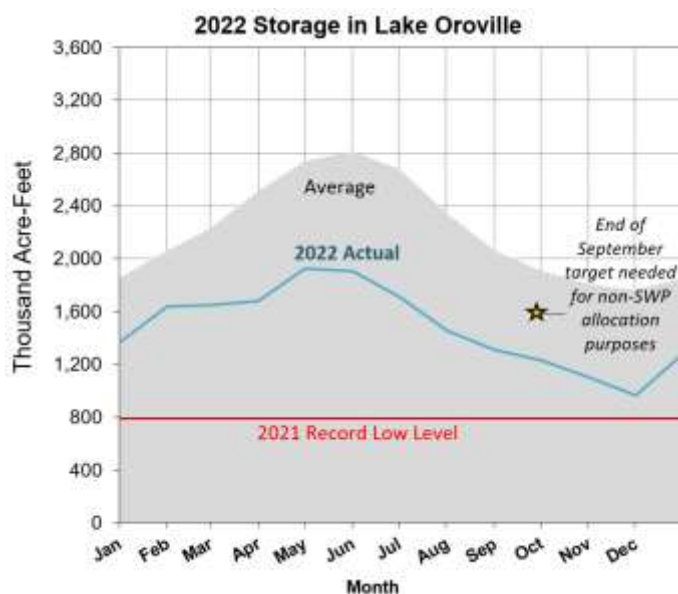 2022 Storage in Lake Oroville
Thousand Acre-Feet
3,600
3,200
2,800
2,400
2,000
1,600
1,200
800
400
0
Average
2022 Actual
End of
September
target needed
for non-SWP
allocation
purposes
2021 Record Low Level
Jan Feb Mar Apr May Jun Jul Aug Sep Oct Nov Dec
Month